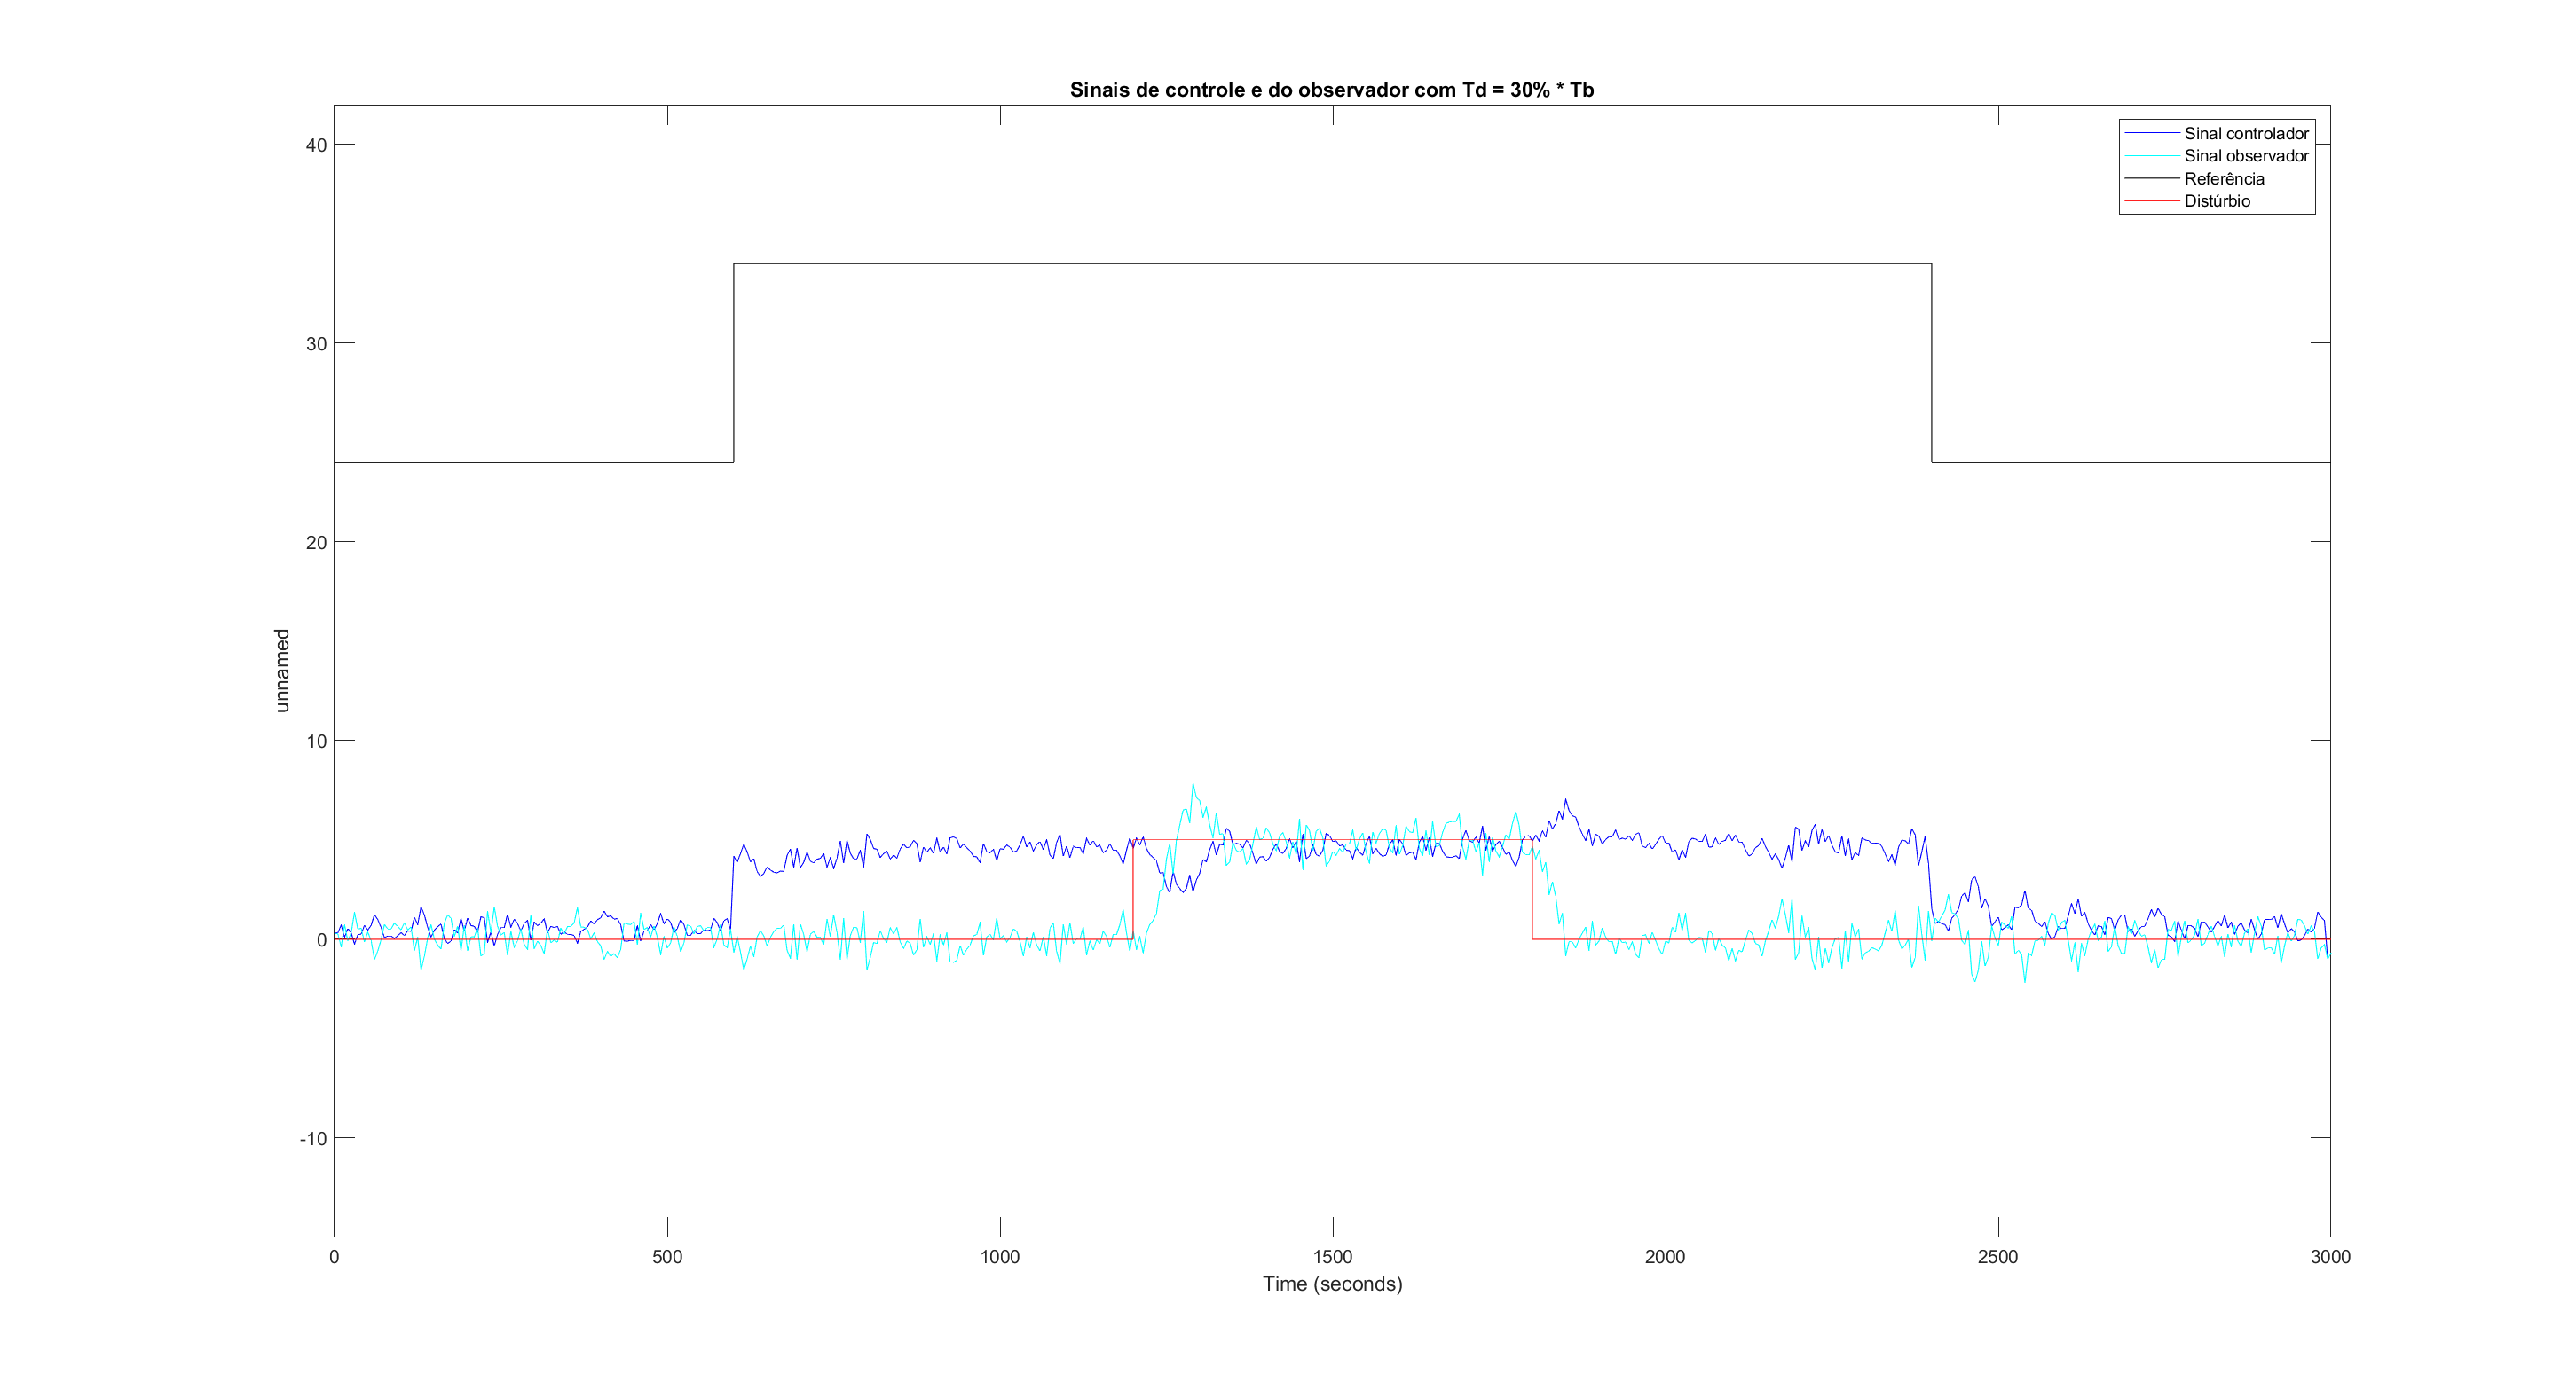 Sinais de controle e do observador com Td = 30% * Tb
Sinal controlador
Sinal observador
Referência
Distúrbio
40
30
20
10
0
-10
unnamed
0
500
1000
1500
2000
2500
3000
Time (seconds)